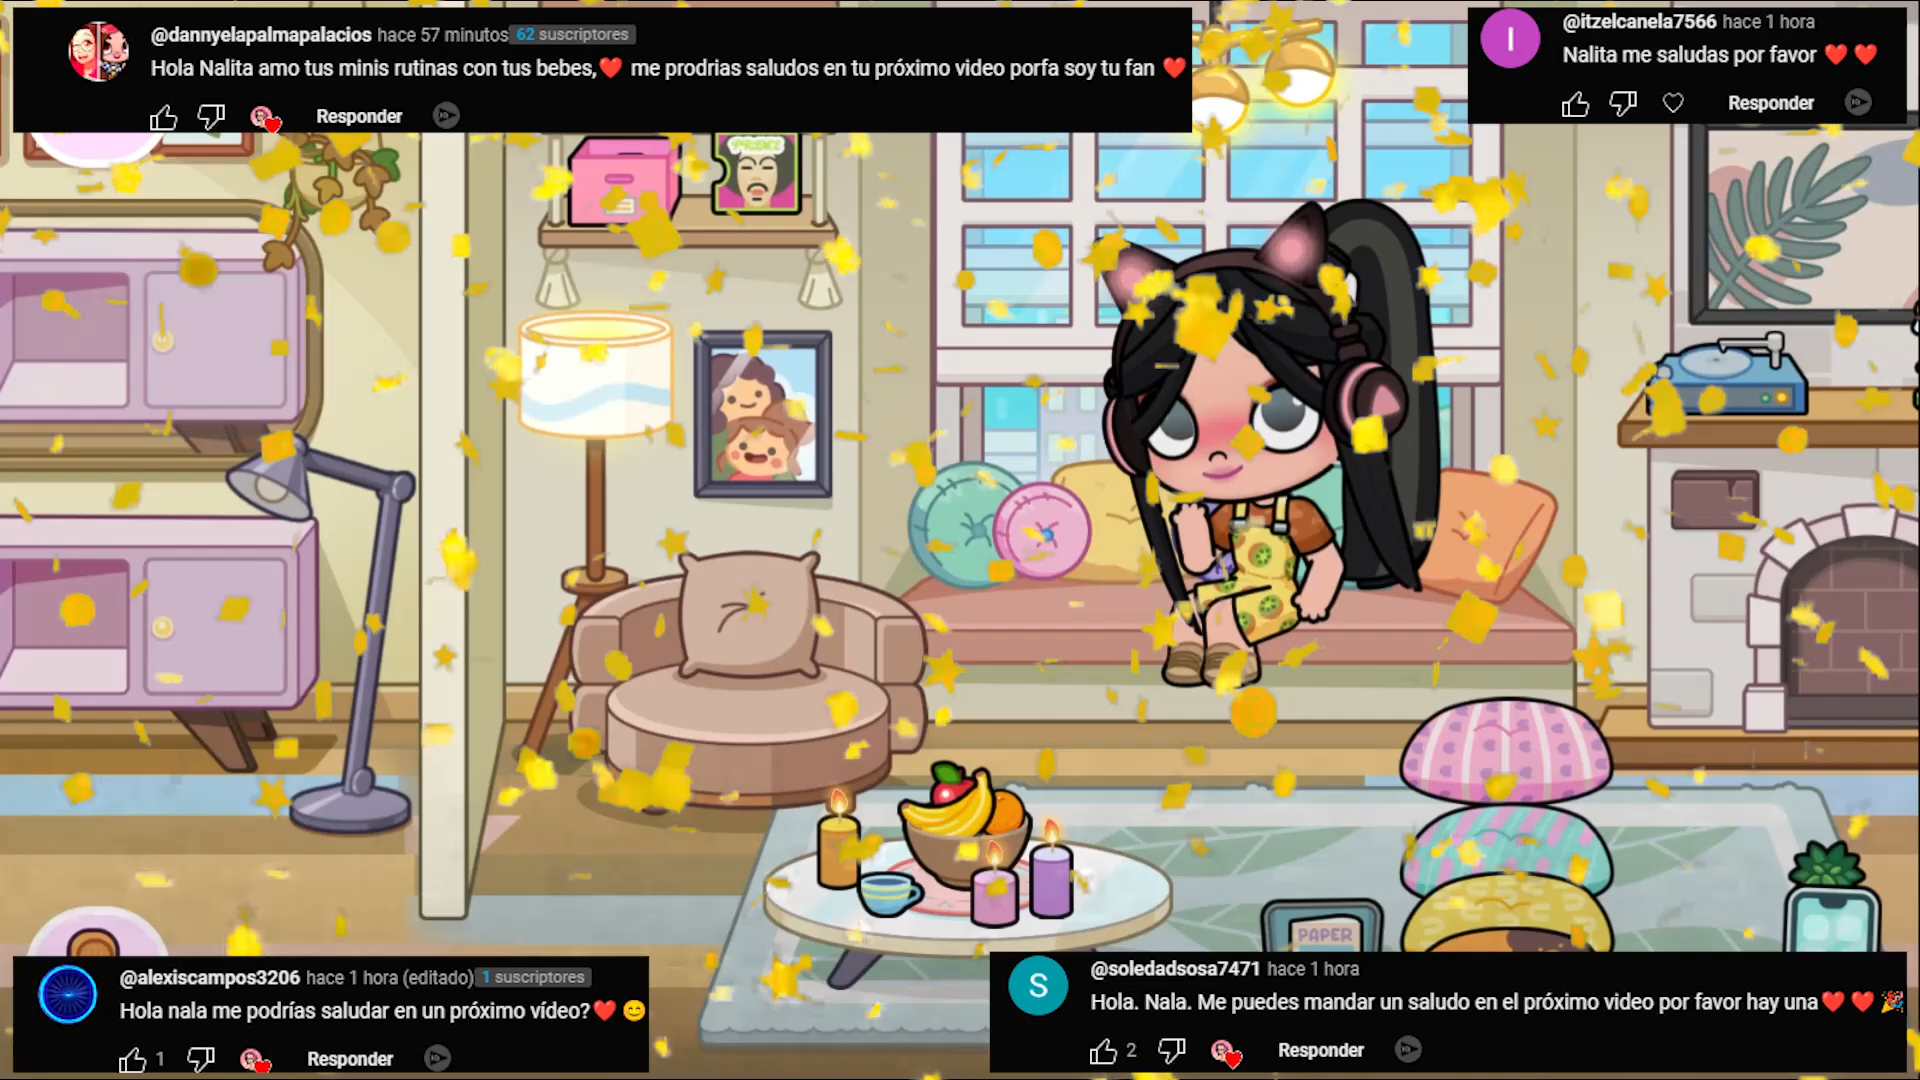 @dannyelapalmapalacios hace 57 minutos 62 suscriptores
Hola Nalita amo tus minis rutinas con tus bebes,❤️ me prodrias saludos en tu próximo video porfa soy tu fan ❤️
Responder
@itzelcanela7566 hace 1 hora
I
Nalita me saludas por favor ❤️ ❤️
Responder
PAPER
@alexiscampos3206 hace 1 hora (editado) 1 suscriptores
Hola nala me podrías saludar en un próximo vídeo?❤️ 😊
1 Responder
@soledadsosa7471 hace 1 hora
S
Hola. Nala. Me puedes mandar un saludo en el próximo video por favor hay una❤️ ❤️ 🎉
2 Responder